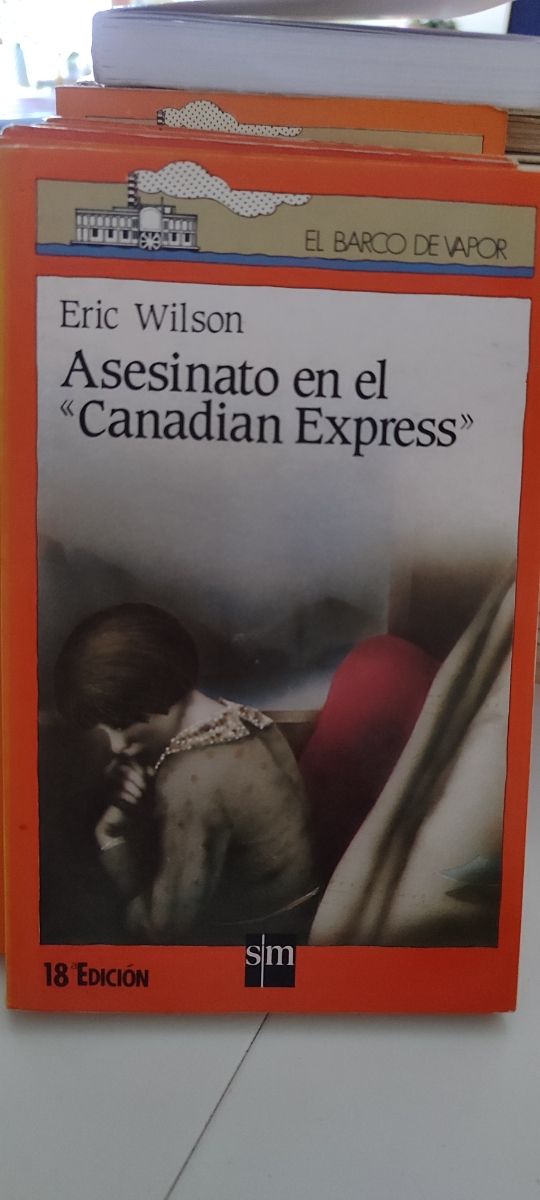 EL BARCO DE VAPOR
Eric Wilson
Asesinato en el
«Canadian Express»
18ª EDICIÓN
sm